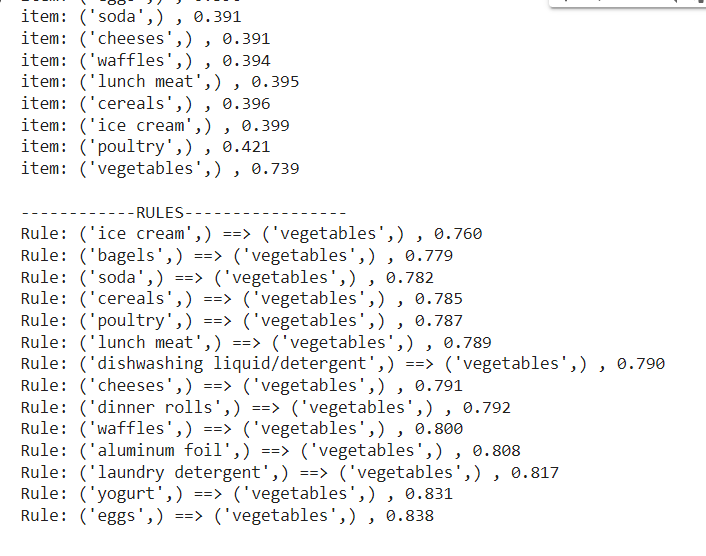 item: ('soda',) , 0.391
item: ('cheeses',) , 0.391
item: ('waffles',) , 0.394
item: ('lunch meat',) , 0.395
item: ('cereals',) , 0.396
item: ('ice cream',) , 0.399
item: ('poultry',) , 0.421
item: ('vegetables',) , 0.739
------------RULES-----------------
Rule: ('ice cream',) ==> ('vegetables',) , 0.760
Rule: ('bagels',) ==> ('vegetables',) , 0.779
Rule: ('soda',) ==> ('vegetables',) , 0.782
Rule: ('cereals',) ==> ('vegetables',) , 0.785
Rule: ('poultry',) ==> ('vegetables',) , 0.787
Rule: ('lunch meat',) ==> ('vegetables',) , 0.789
Rule: ('dishwashing liquid/detergent',) ==> ('vegetables',) , 0.790
Rule: ('cheeses',) ==> ('vegetables',) , 0.791
Rule: ('dinner rolls',) ==> ('vegetables',) , 0.792
Rule: ('waffles',) ==> ('vegetables',) , 0.800
Rule: ('aluminum foil',) ==> ('vegetables',) , 0.808
Rule: ('laundry detergent',) ==> ('vegetables',) , 0.817
Rule: ('yogurt',) ==> ('vegetables',) , 0.831
Rule: ('eggs',) ==> ('vegetables',) , 0.838